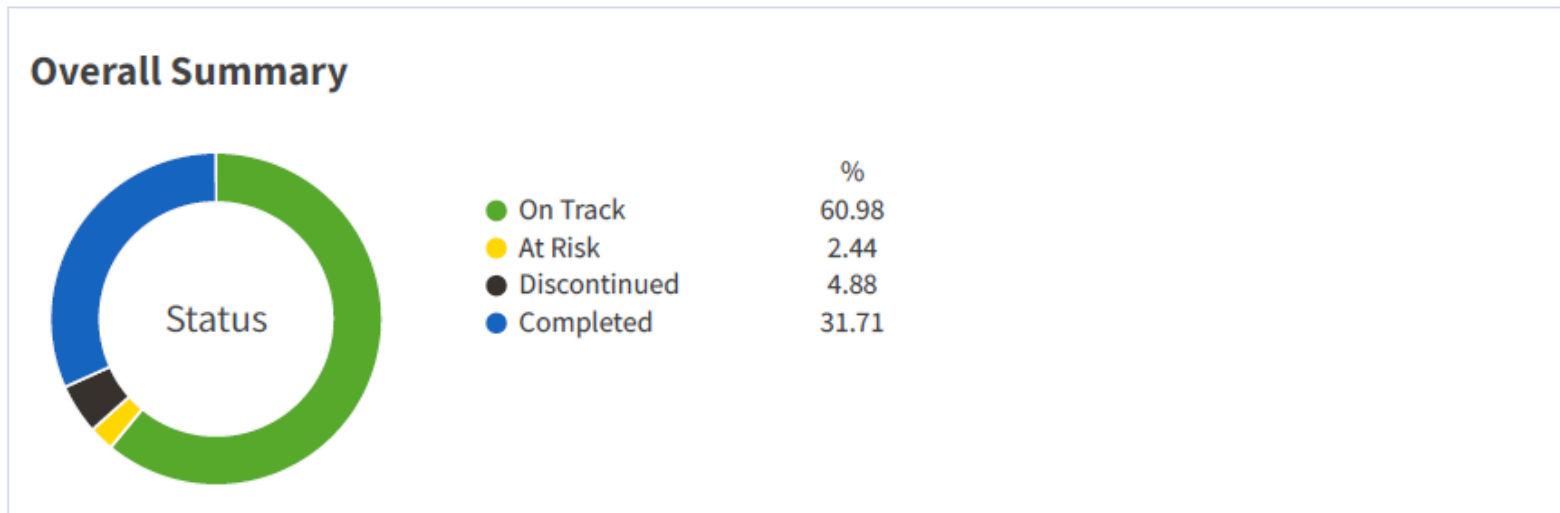 Overall Summary
Status
%
On Track 60.98
At Risk 2.44
Discontinued 4.88
Completed 31.71